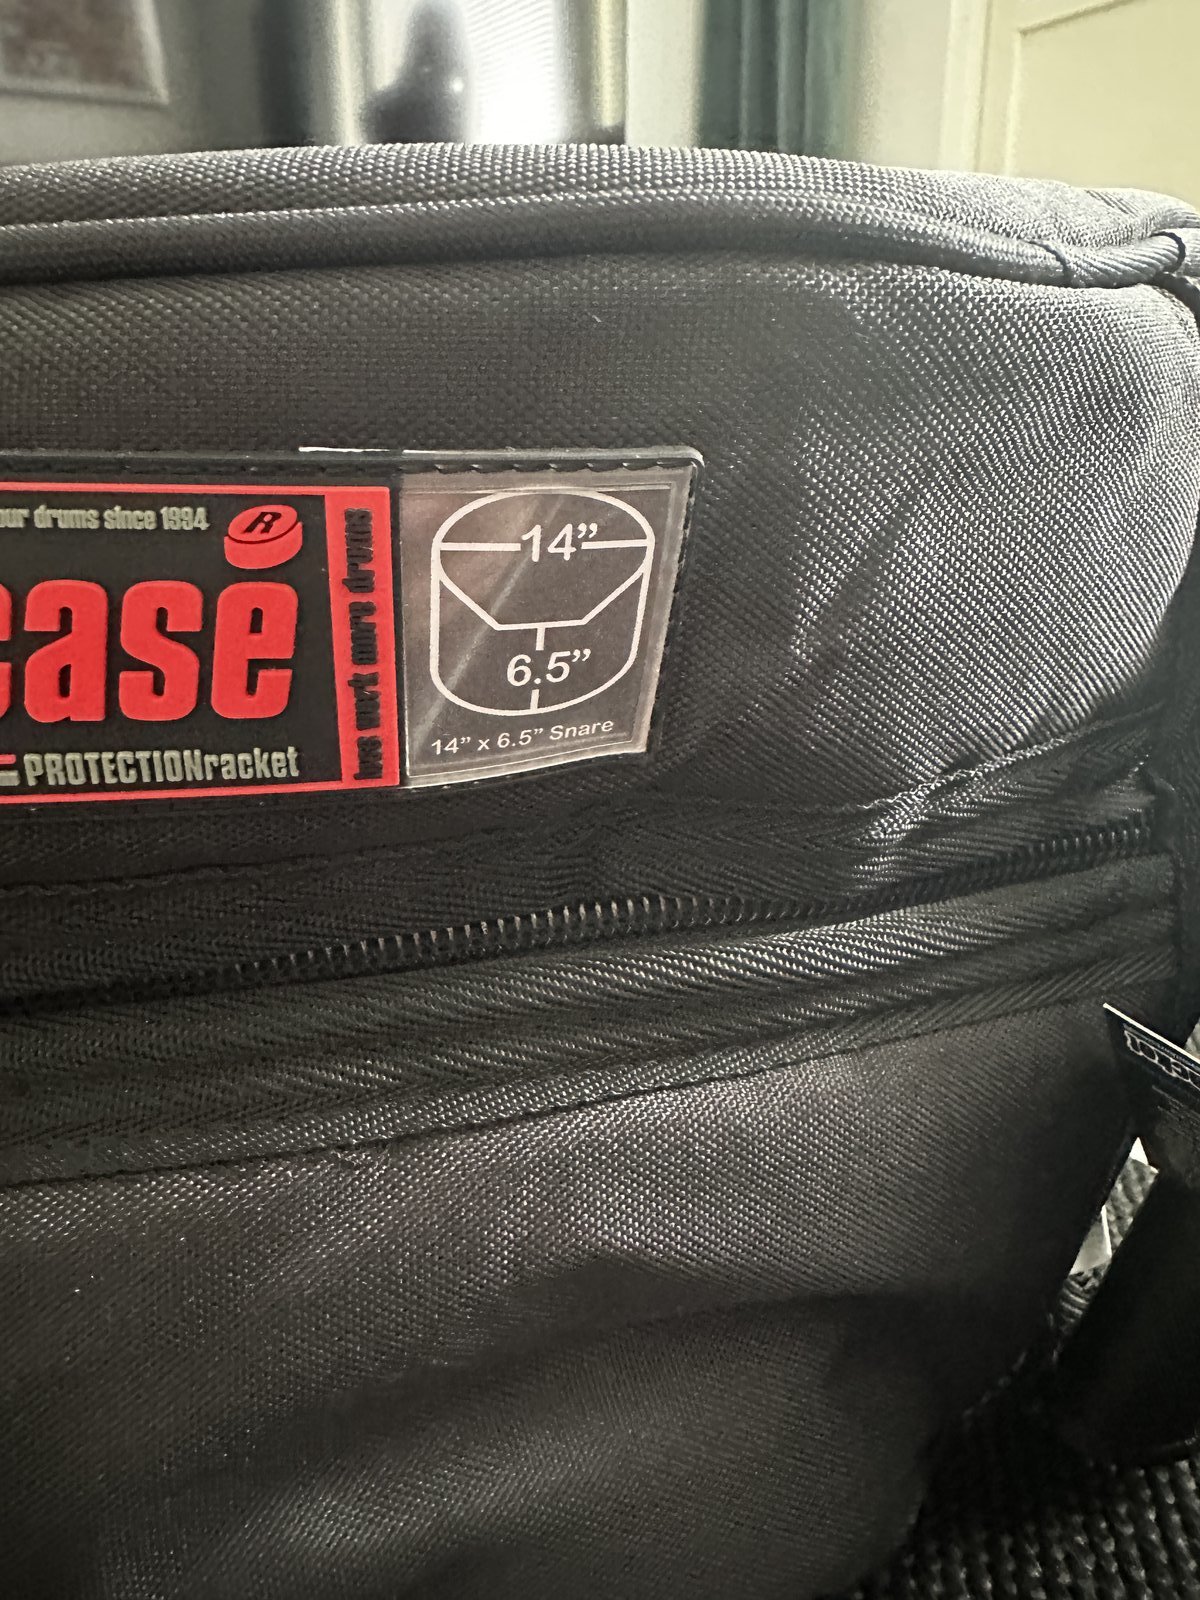 our drums since 1994
R
case
PROTECTIONracket
less work more drums
14”
6.5”
14” x 6.5” Snare